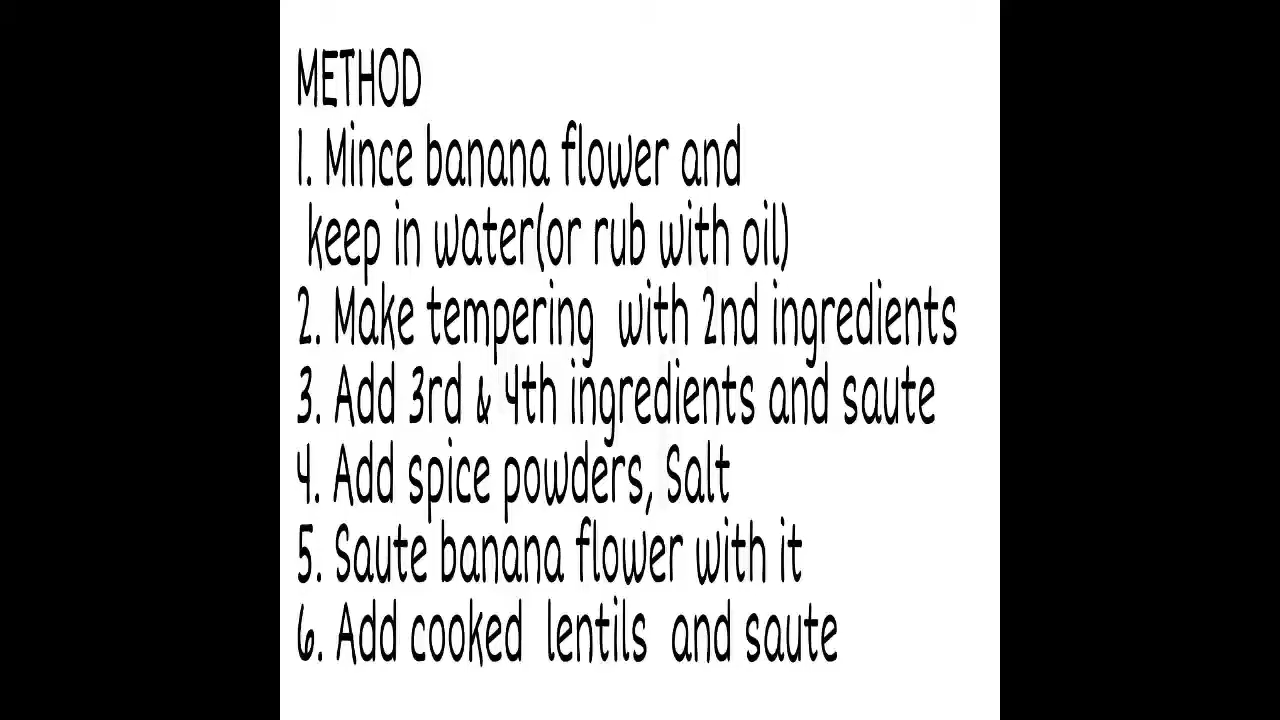 METHOD
1. Mince banana flower and
keep in water(or rub with oil)
2. Make tempering with 2nd ingredients
3. Add 3rd & 4th ingredients and saute
4. Add spice powders, Salt
5. Saute banana flower with it
6. Add cooked lentils and saute